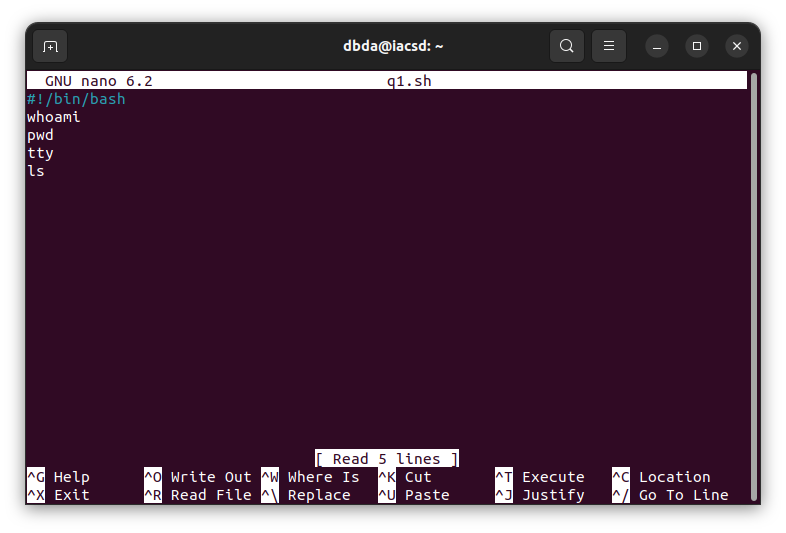 dbda@iacsd: ~
GNU nano 6.2 q1.sh
#!/bin/bash
whoami
pwd
tty
ls
[ Read 5 lines ]
^G Help ^O Write Out ^W Where Is ^K Cut ^T Execute ^C Location
^X Exit ^R Read File ^\ Replace ^U Paste ^J Justify ^/ Go To Line